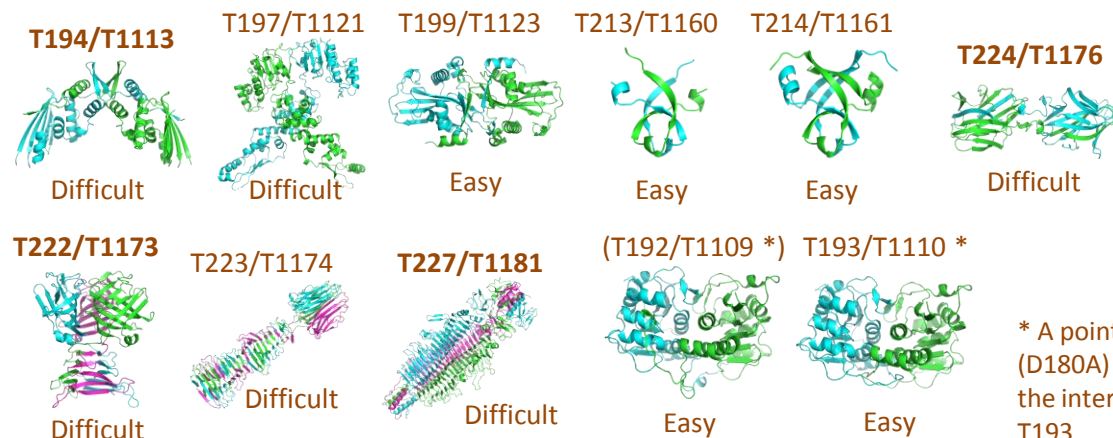 T194/T1113
T197/T1121
T199/T1123
T213/T1160
T214/T1161
T224/T1176
Difficult
Difficult
Easy
Easy
Easy
Difficult
T222/T1173
T223/T1174
T227/T1181
(T192/T1109 *)
T193/T1110 *
Difficult
Difficult
Difficult
Easy
Easy
* A point
(D180A)
the inter
T193